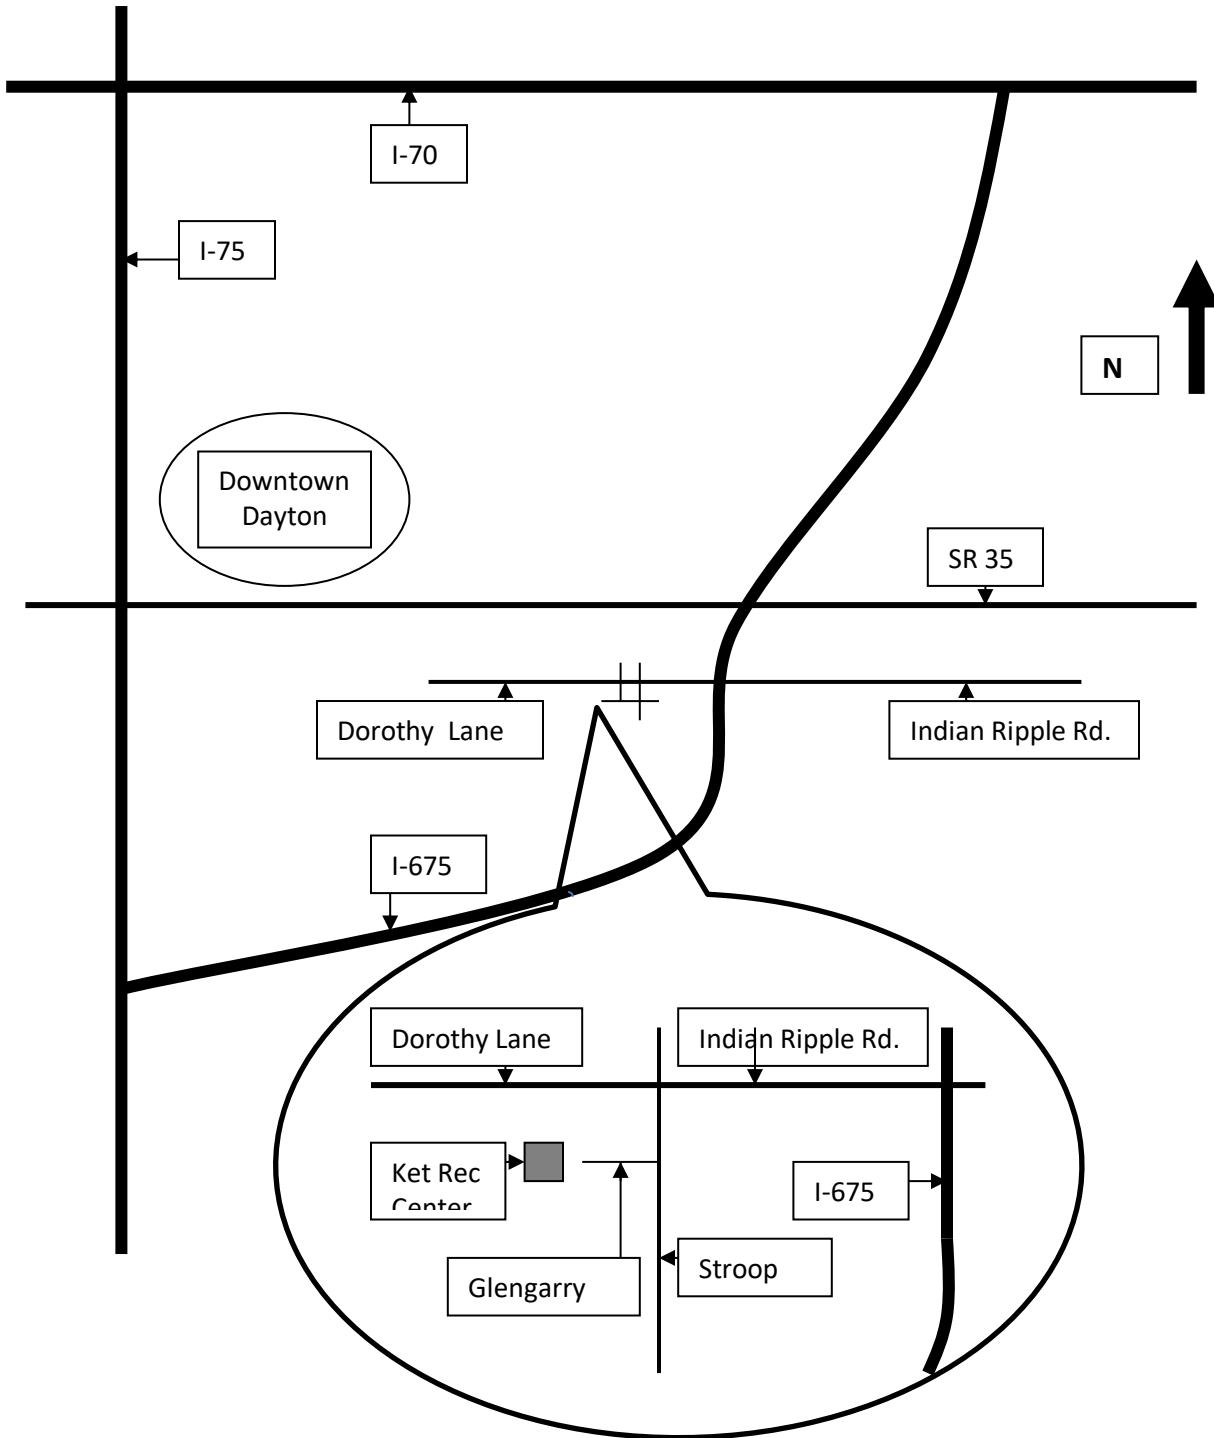 I-70
I-75
N
Downtown
Dayton
SR 35
Dorothy  Lane
Indian Ripple Rd.
I-675
Dorothy Lane
Indian Ripple Rd.
Ket Rec
Center
I-675
Stroop
Glengarry